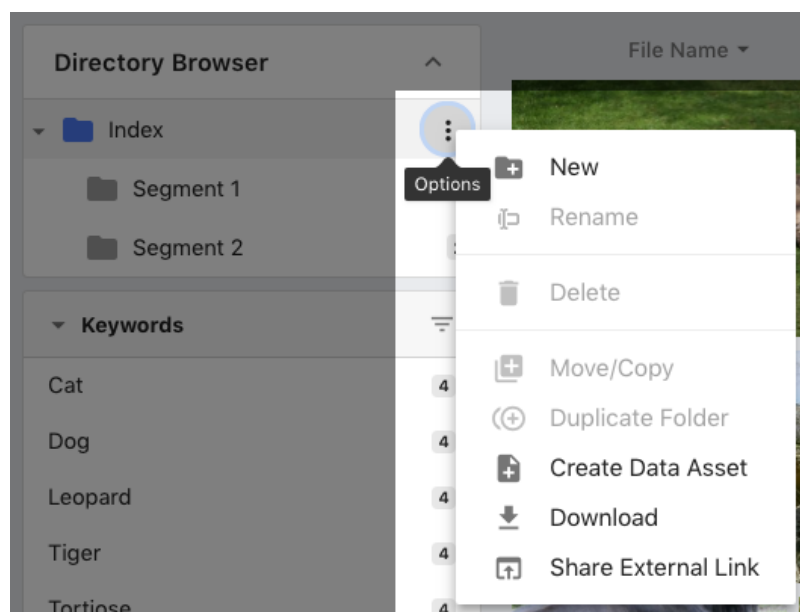 Directory Browser
File Name
Index
Options
Segment 1
Segment 2
New
Rename
Delete
Move/Copy
Duplicate Folder
Create Data Asset
Download
Share External Link
Keywords
Cat 4
Dog 4
Leopard 4
Tiger 4
Tortiose 4